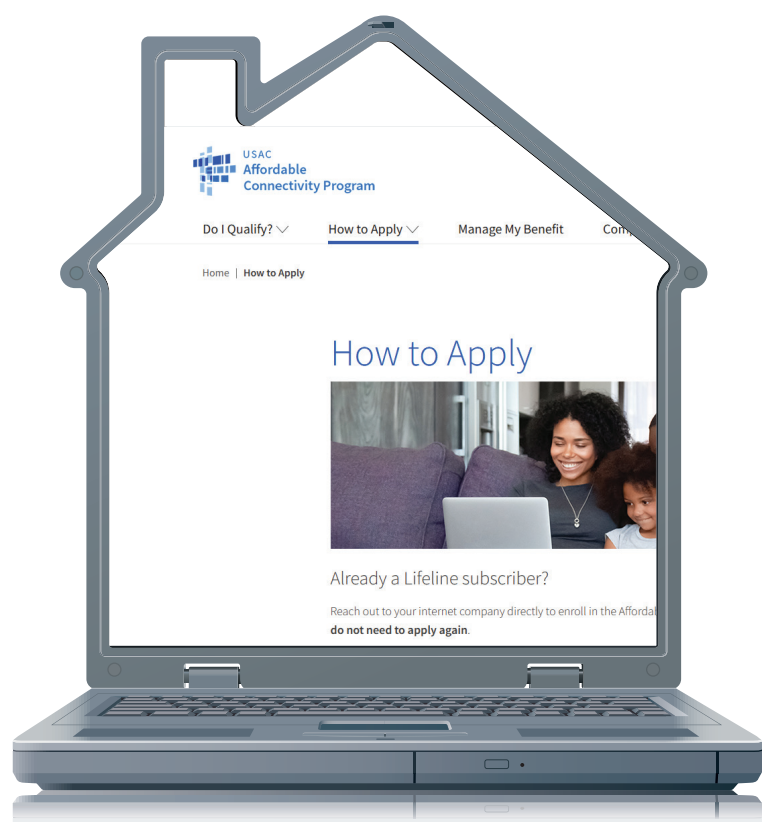 USAC
Affordable
Connectivity Program
Do I Qualify? How to Apply Manage My Benefit
Home | How to Apply
How to Apply
Already a Lifeline subscriber?
Reach out to your internet company directly to enroll in the
do not need to apply again.